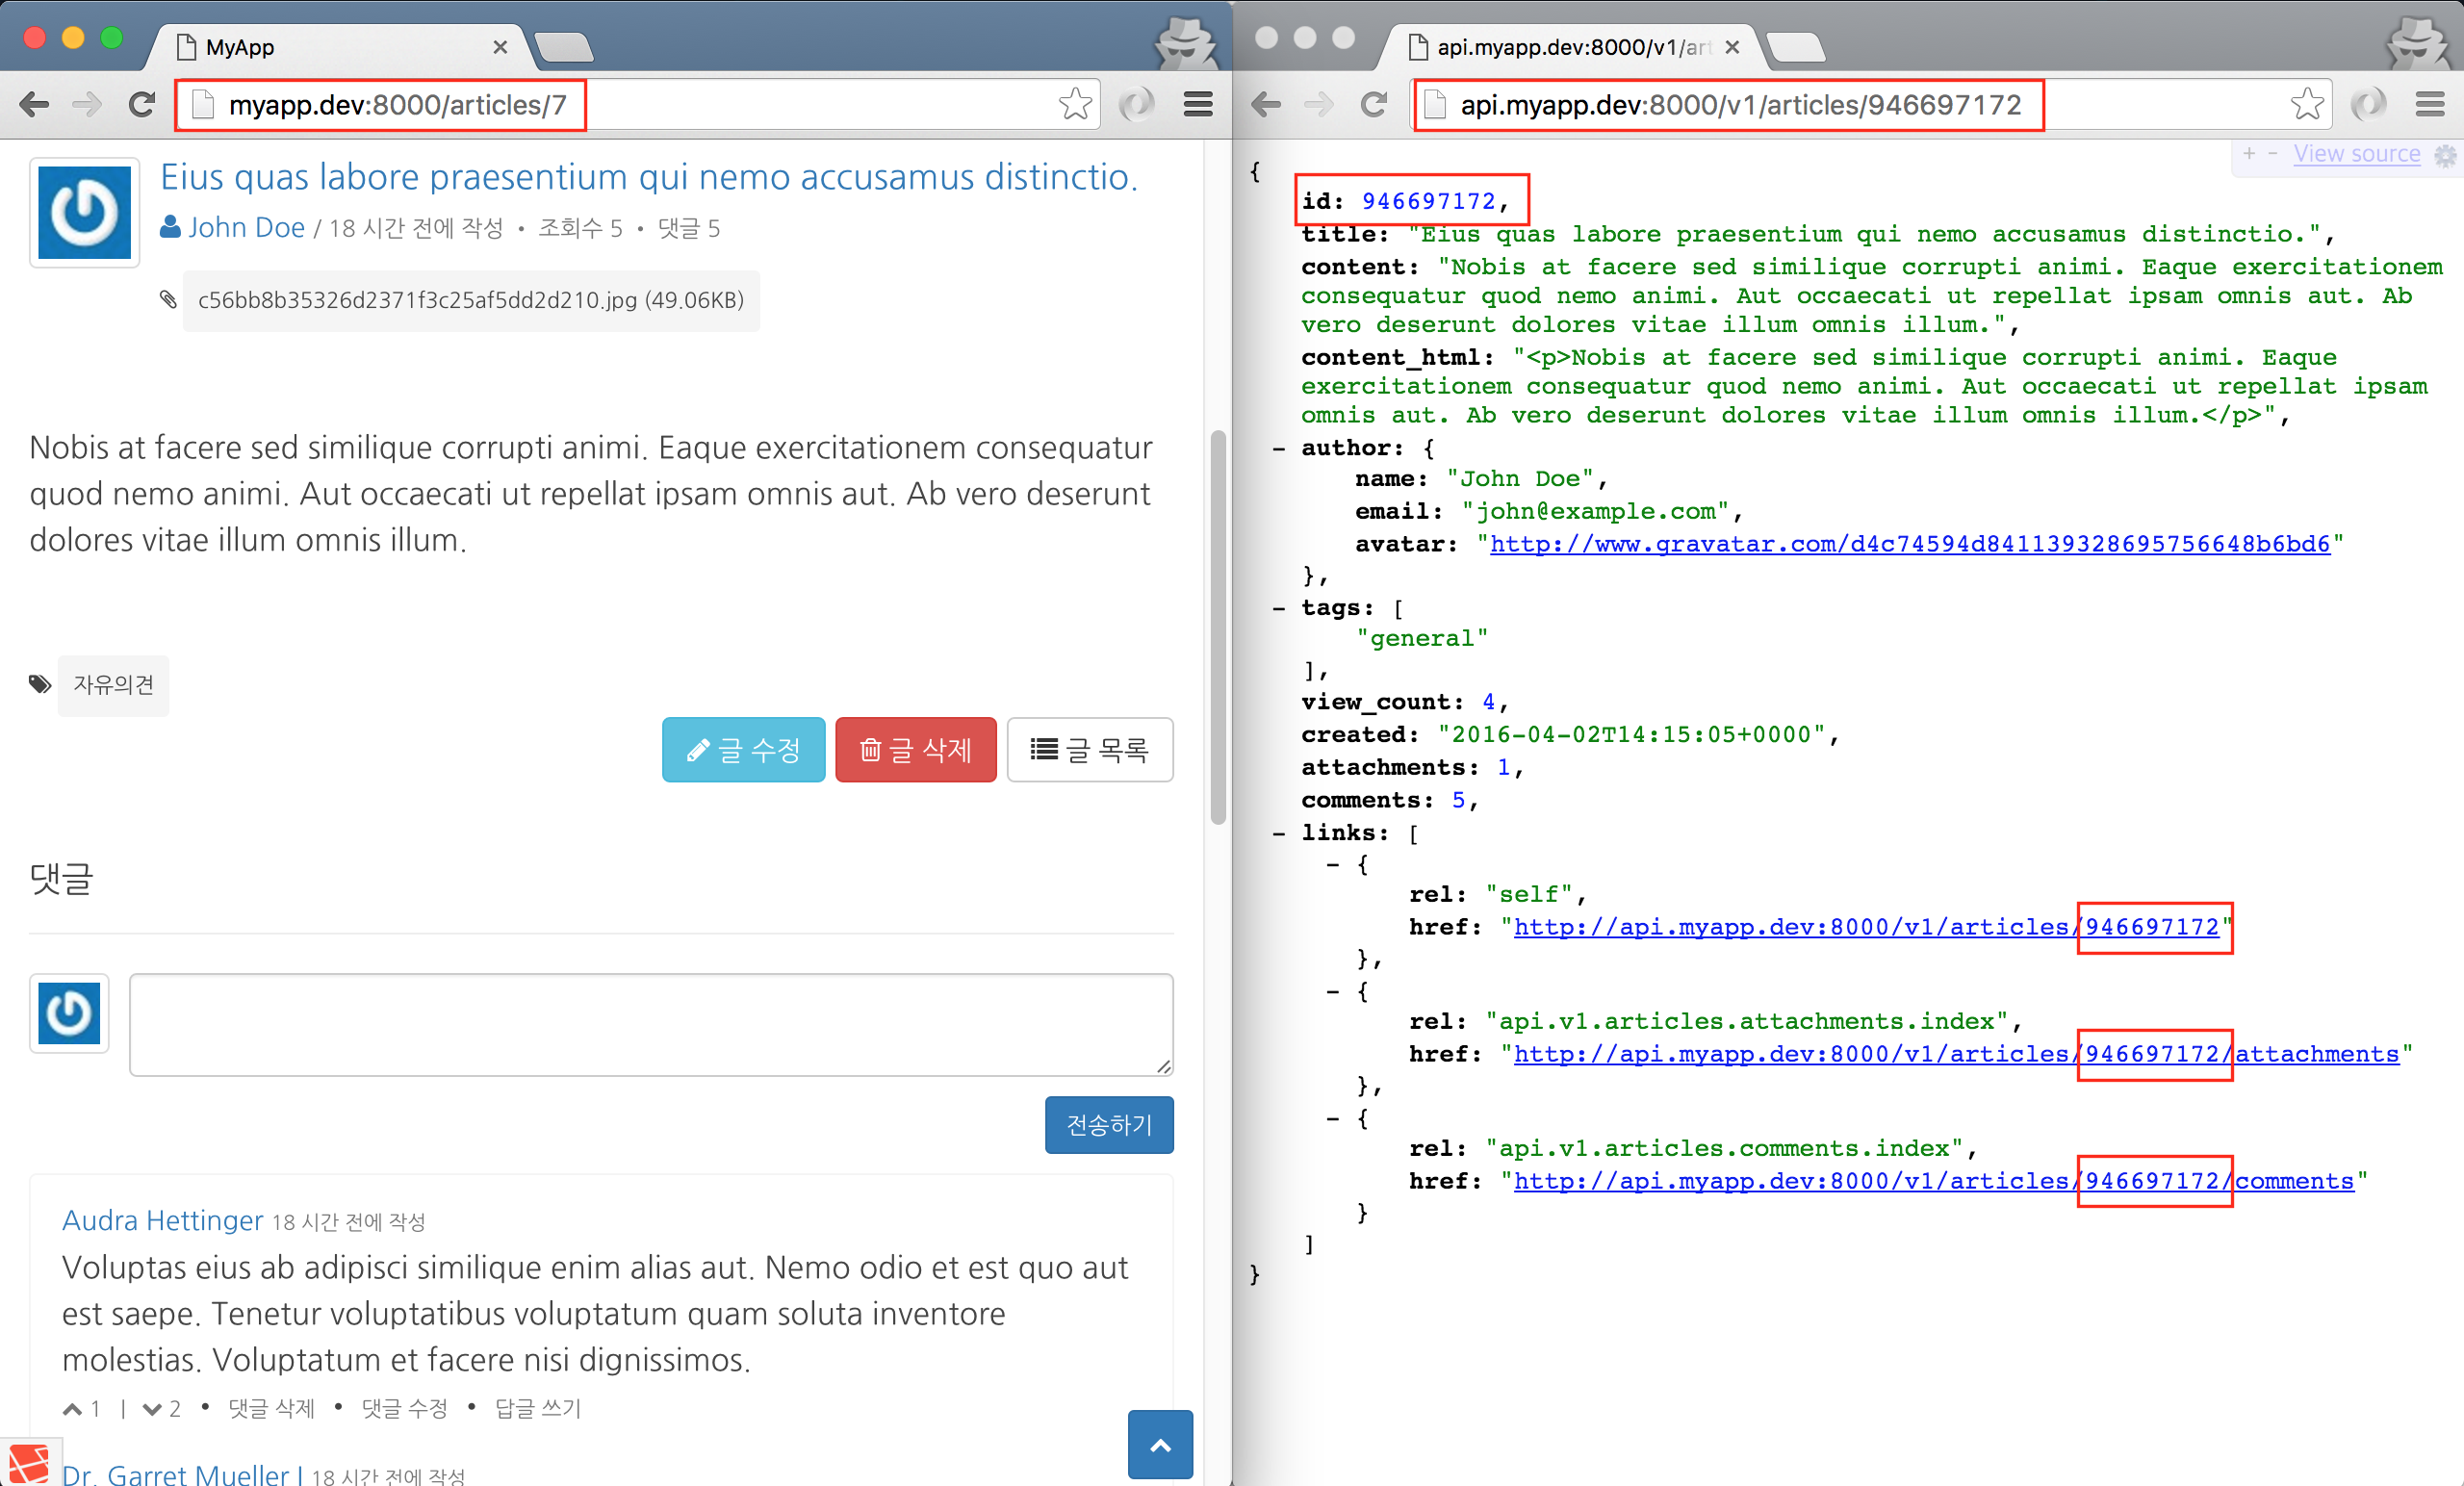 MyApp
myapp.dev:8000/articles/7
Eius quas labore praesentium qui nemo accusamus distinctio.
John Doe / 18 시간 전에 작성 • 조회수 5 • 댓글 5
c56bb8b35326d2371f3c25af5dd2d210.jpg (49.06KB)
Nobis at facere sed similique corrupti animi. Eaque exercitationem consequatur
quod nemo animi. Aut occaecati ut repellat ipsam omnis aut. Ab vero deserunt
dolores vitae illum omnis illum.
자유의견
글 수정
글 삭제
글 목록
댓글
전송하기
Audra Hettinger 18 시간 전에 작성
Voluptas eius ab adipisci similique enim alias aut. Nemo odio et est quo aut
est saepe. Tenetur voluptatibus voluptatum quam soluta inventore
molestias. Voluptatum et facere nisi dignissimos.
1 | 2 • 댓글 삭제 • 댓글 수정 • 답글 쓰기
Dr. Garret Mueller I 18 시간 전에 작성
api.myapp.dev:8000/v1/art
api.myapp.dev:8000/v1/articles/946697172
+ - View source
{
id: 946697172,
title: "Eius quas labore praesentium qui nemo accusamus distinctio.",
content: "Nobis at facere sed similique corrupti animi. Eaque exercitationem
consequatur quod nemo animi. Aut occaecati ut repellat ipsam omnis aut. Ab
vero deserunt dolores vitae illum omnis illum.",
content_html: "<p>Nobis at facere sed similique corrupti animi. Eaque
exercitationem consequatur quod nemo animi. Aut occaecati ut repellat ipsam
omnis aut. Ab vero deserunt dolores vitae illum omnis illum.</p>",
- author: {
name: "John Doe",
email: "john@example.com",
avatar: "http://www.gravatar.com/d4c74594d841139328695756648b6bd6"
},
- tags: [
"general"
],
view_count: 4,
created: "2016-04-02T14:15:05+0000",
attachments: 1,
comments: 5,
- links: [
- {
rel: "self",
href: "http://api.myapp.dev:8000/v1/articles/946697172"
},
- {
rel: "api.v1.articles.attachments.index",
href: "http://api.myapp.dev:8000/v1/articles/946697172/attachments"
},
- {
rel: "api.v1.articles.comments.index",
href: "http://api.myapp.dev:8000/v1/articles/946697172/comments"
}
]
}